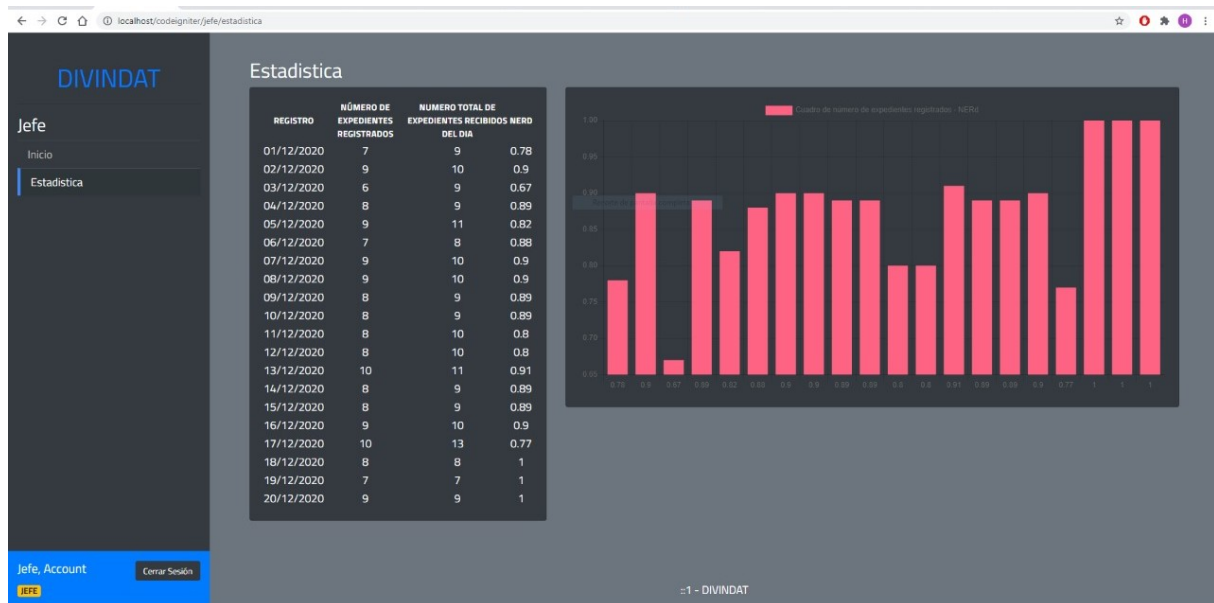 localhost/codeigniter/jefe/estadistica
H
DIVINDAT
Jefe
Inicio
Estadistica
Jefe, Account
Cerrar Sesión
JEFE
Estadistica
REGISTRO NÚMERO DE EXPEDIENTES REGISTRADOS NUMERO TOTAL DE EXPEDIENTES RECIBIDOS DEL DIA NERD
01/12/2020 7 9 0.78
02/12/2020 9 10 0.9
03/12/2020 6 9 0.67
04/12/2020 8 9 0.89
05/12/2020 9 11 0.82
06/12/2020 7 8 0.88
07/12/2020 9 10 0.9
08/12/2020 9 10 0.9
09/12/2020 8 9 0.89
10/12/2020 8 9 0.89
11/12/2020 8 10 0.8
12/12/2020 8 10 0.8
13/12/2020 10 11 0.91
14/12/2020 8 9 0.89
15/12/2020 8 9 0.89
16/12/2020 9 10 0.9
17/12/2020 10 13 0.77
18/12/2020 8 8 1
19/12/2020 7 7 1
20/12/2020 9 9 1
Cuadro de número de expedientes registrados - NERd
1.00
0.95
0.90
0.85
0.80
0.75
0.70
0.65
0.78 0.9 0.67 0.89 0.82 0.88 0.9 0.9 0.89 0.89 0.8 0.8 0.91 0.89 0.89 0.9 0.77 1 1 1
::1 - DIVINDAT